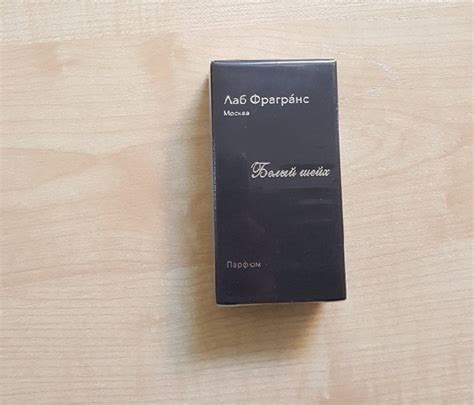 Лаб Фрагра́нс
Москва
Белый шейх
Парфюм